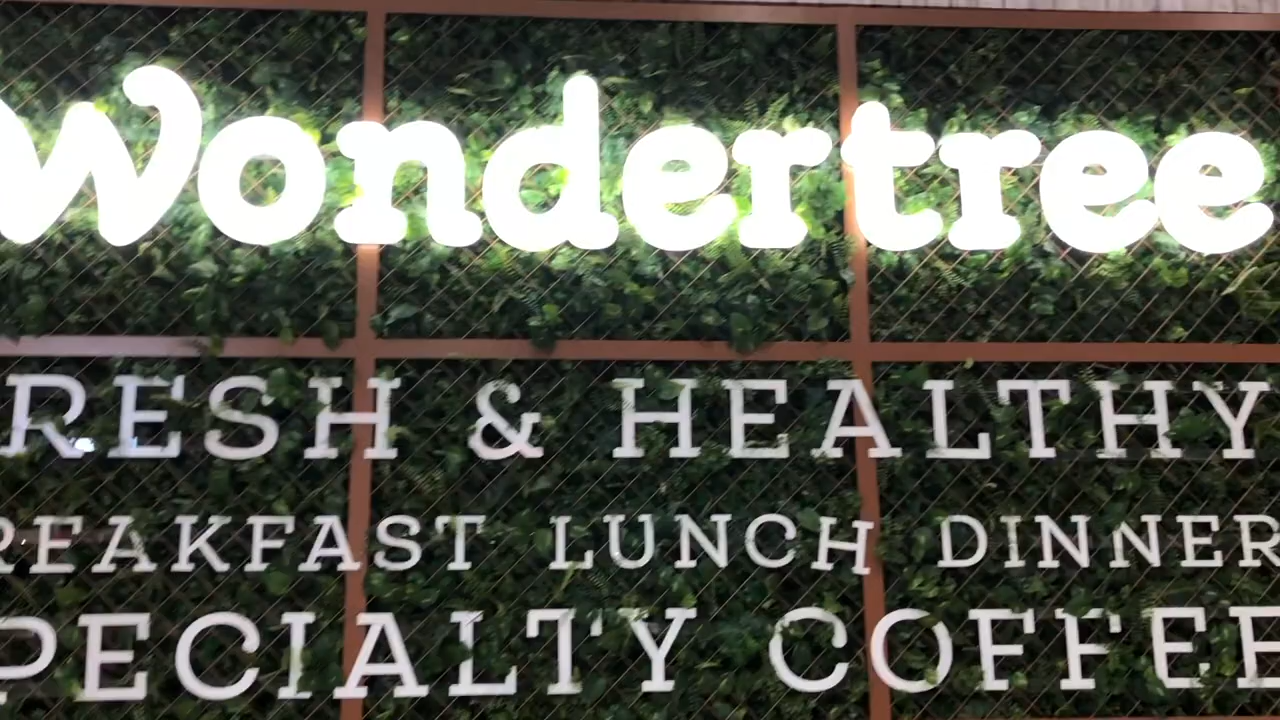 Wondertree
RESH & HEALTHY
REAKFAST LUNCH DINNER
PECIALTY COFFEE